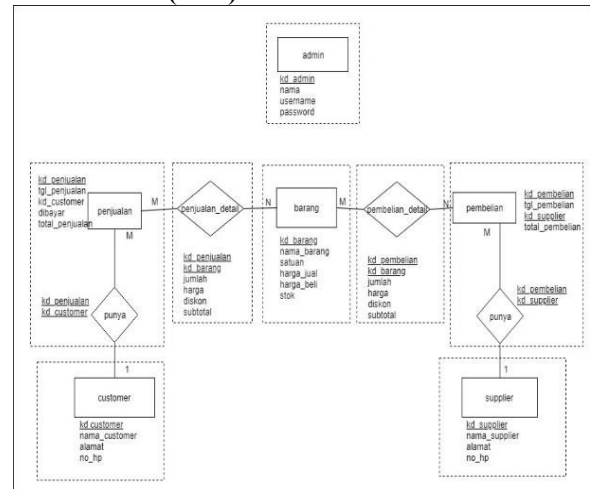 admin
kd_admin
nama
username
password
kd_penjualan
tgl_penjualan
kd_customer
dibayar
total_penjualan
penjualan
M
M
penjualan_detail
N
kd_penjualan
kd_barang
jumlah
harga
diskon
subtotal
barang
kd_barang
nama_barang
satuan
harga_jual
harga_beli
stok
M
pembelian_detail
N
kd_pembelian
kd_barang
jumlah
harga
diskon
subtotal
pembelian
M
kd_pembelian
tgl_pembelian
kd_supplier
total_pembelian
kd_penjualan
kd_customer
punya
1
customer
kd_customer
nama_customer
alamat
no_hp
kd_pembelian
kd_supplier
punya
1
supplier
kd_supplier
nama_supplier
alamat
no_hp